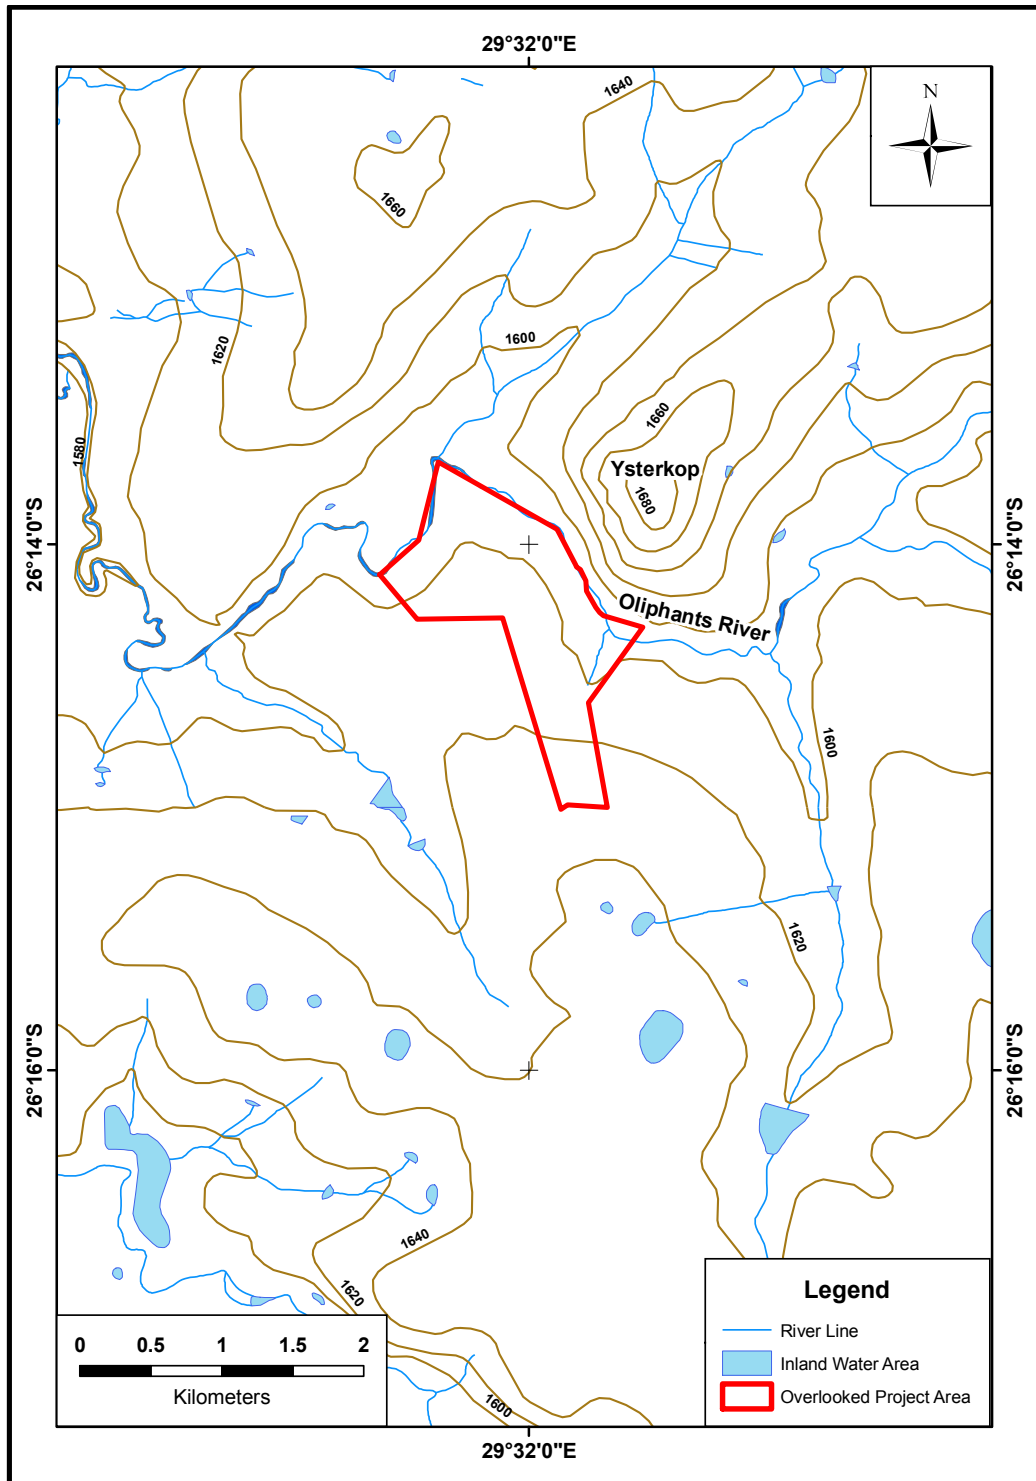 29°32'0"E
N
1640
1660
1620
1600
1580
1660
Ysterkop
1680
26°14'0"S
26°14'0"S
Oliphants River
1600
1620
26°16'0"S
26°16'0"S
1640
1620
1600
0 0.5 1 1.5 2
Kilometers
Legend
River Line
Inland Water Area
Overlooked Project Area
29°32'0"E